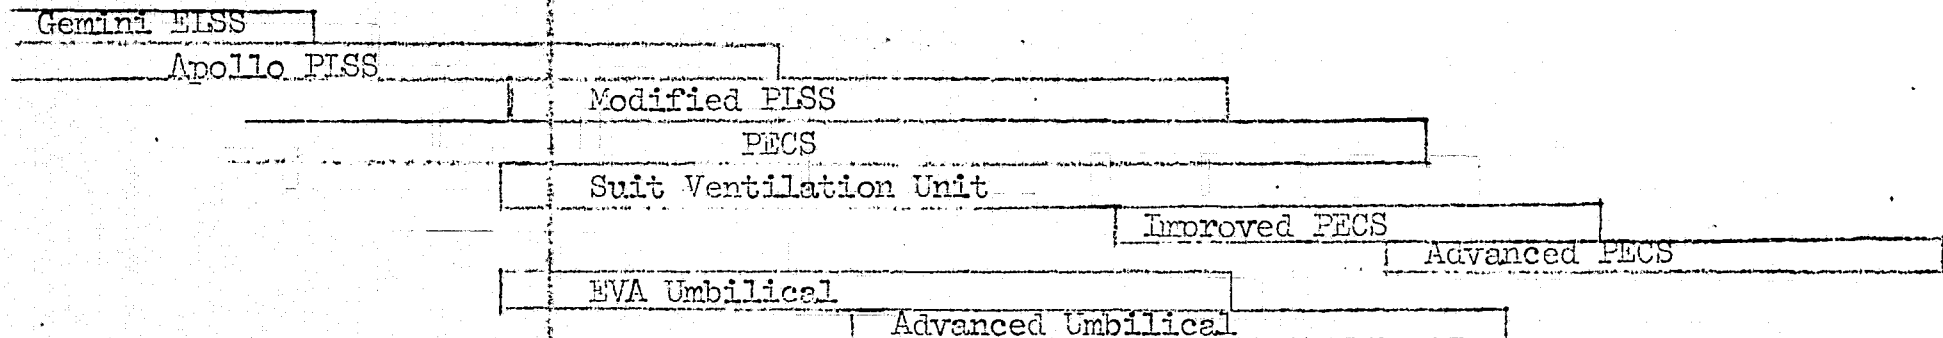 Gemini ELSS
Apollo PLSS
Modified PLSS
PECS
Suit Ventilation Unit
Improved PECS
Advanced PECS
EVA Umbilical
Advanced Umbilical